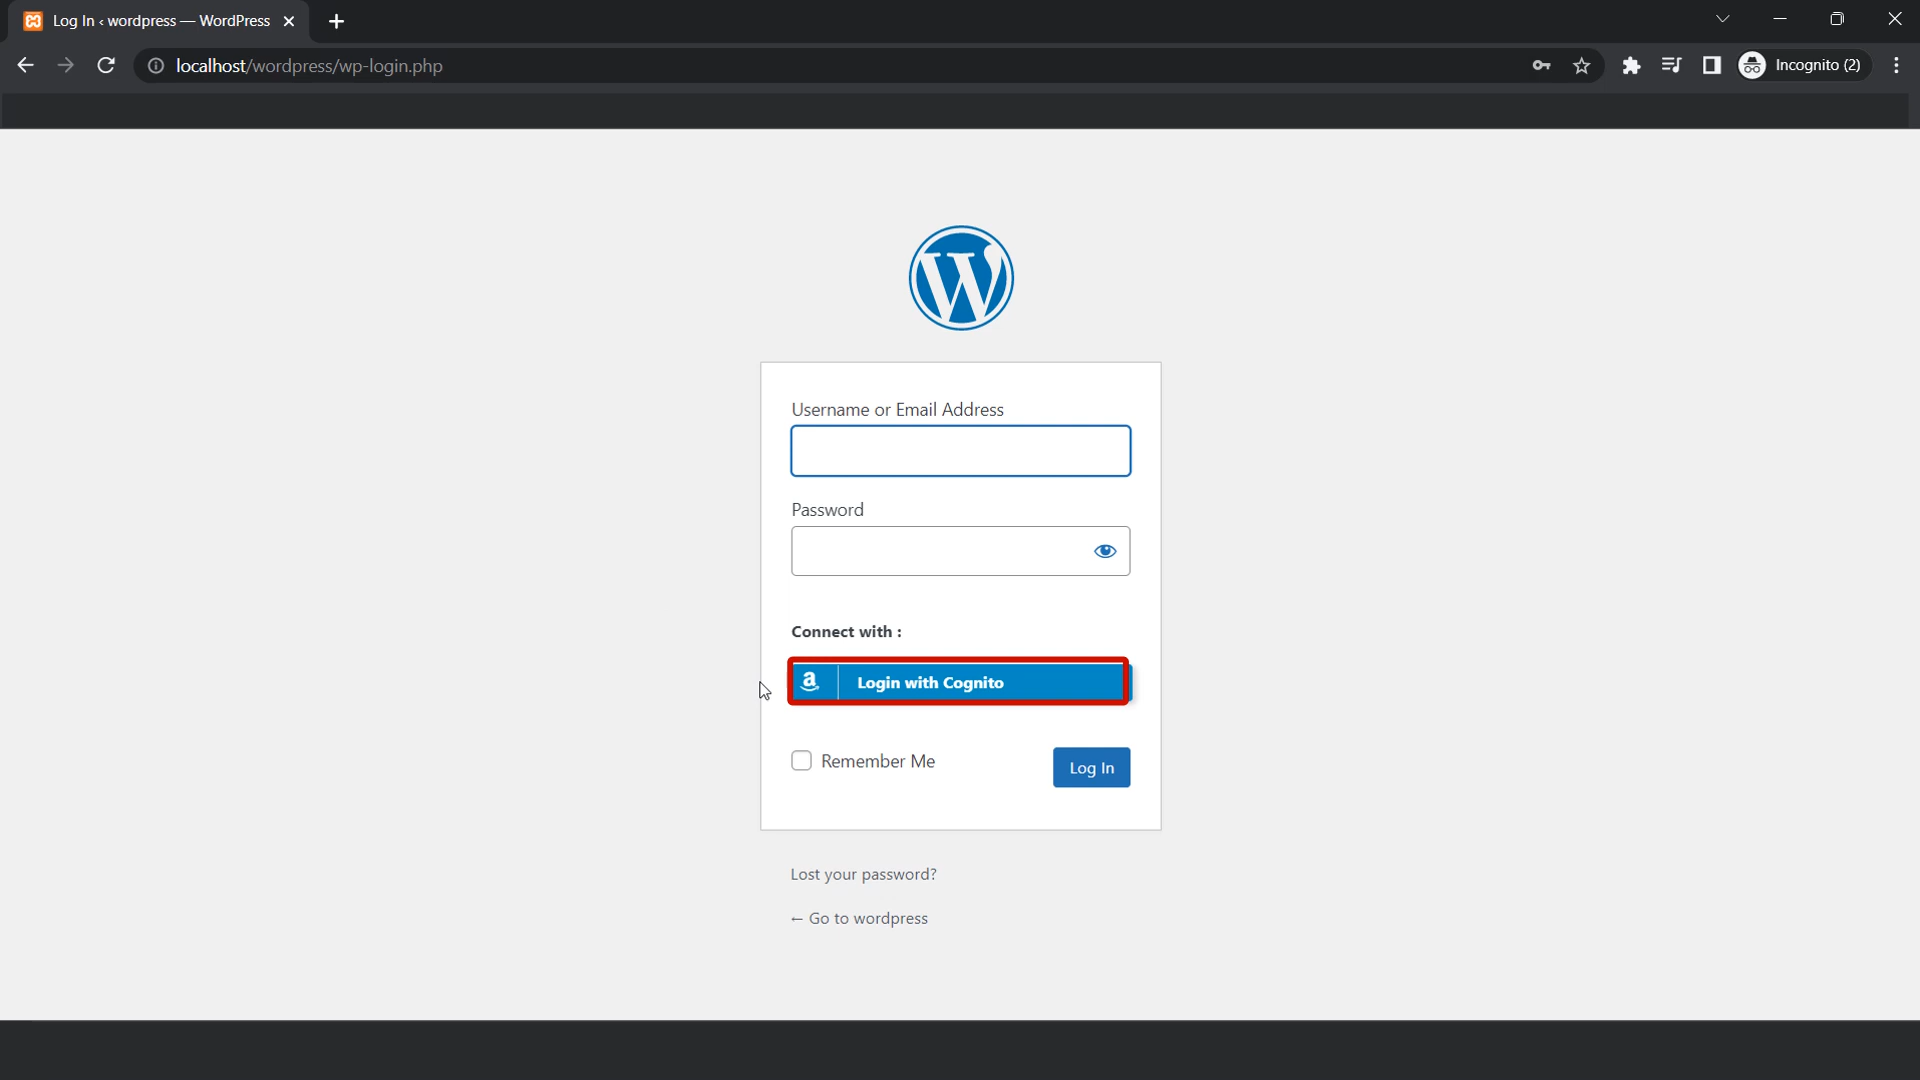 Log In ‹ wordpress — WordPress
localhost/wordpress/wp-login.php
Incognito (2)
Username or Email Address
Password
Connect with :
Login with Cognito
Remember Me
Log In
Lost your password?
← Go to wordpress